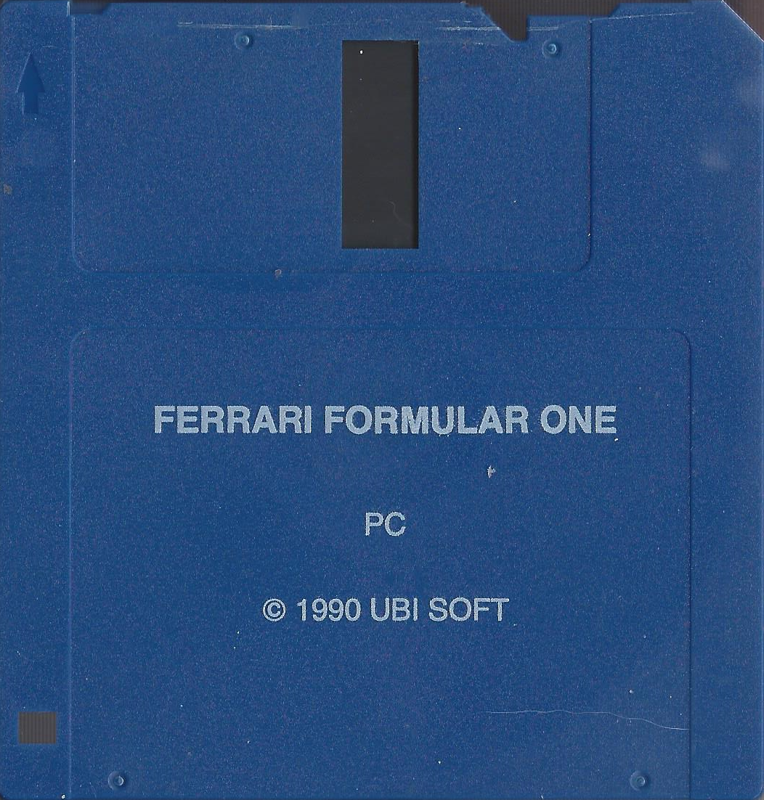 FERRARI FORMULAR ONE
PC
© 1990 UBI SOFT